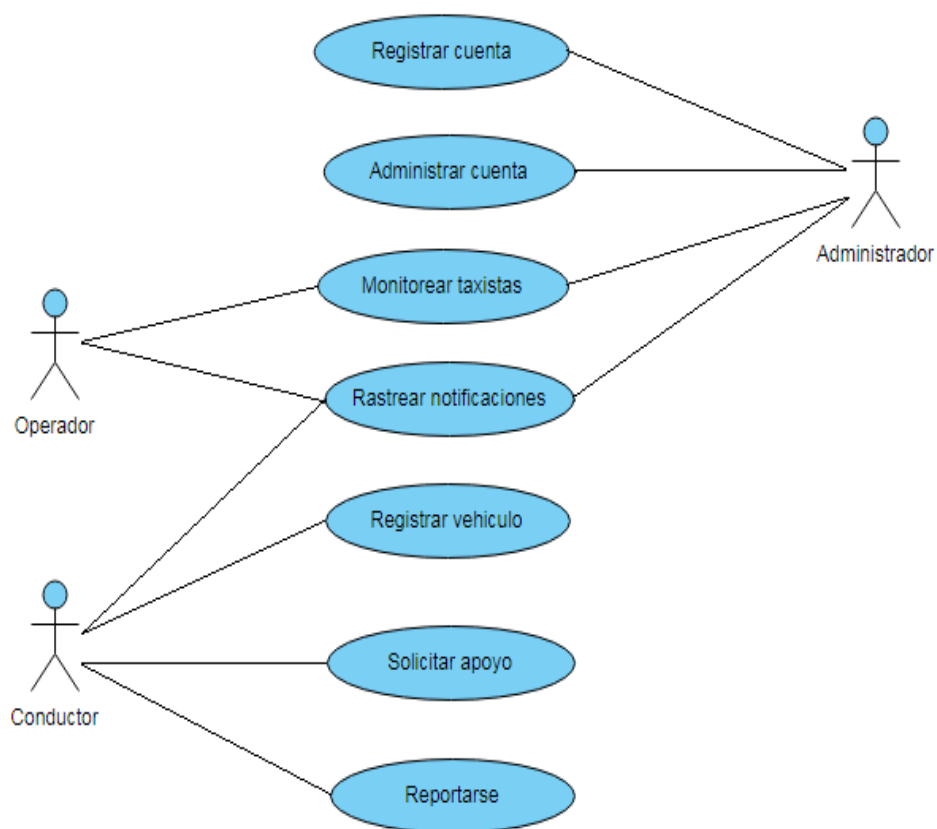 Registrar cuenta
Administrar cuenta
Administrador
Monitorear taxistas
Operador
Rastrear notificaciones
Registrar vehiculo
Conductor
Solicitar apoyo
Reportarse